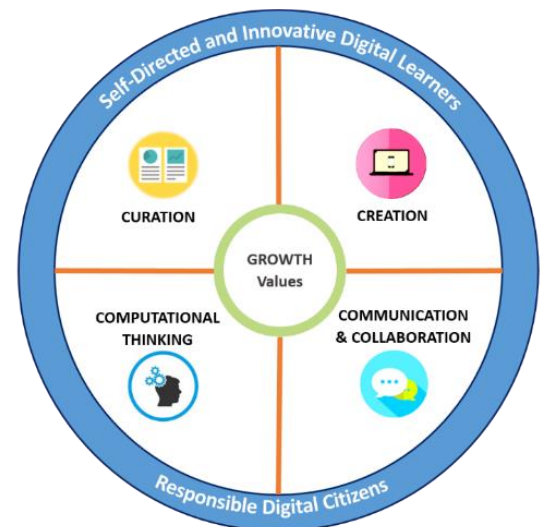 Self-Directed and Innovative Digital Learners
CURATION
CREATION
GROWTH
Values
COMPUTATIONAL
THINKING
COMMUNICATION
& COLLABORATION
Responsible Digital Citizens